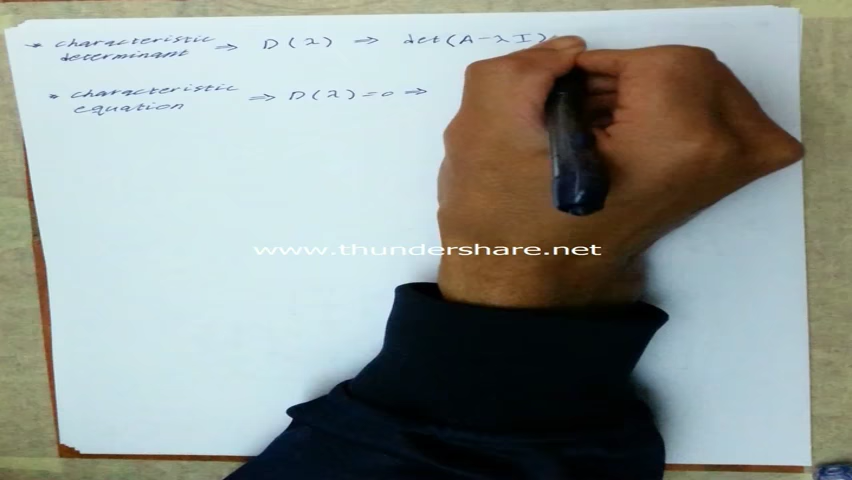 * characteristic determinant ⇒ D(λ) ⇒ det(A-λI)
* characteristic equation ⇒ D(λ)=0 ⇒
www.thundershare.net